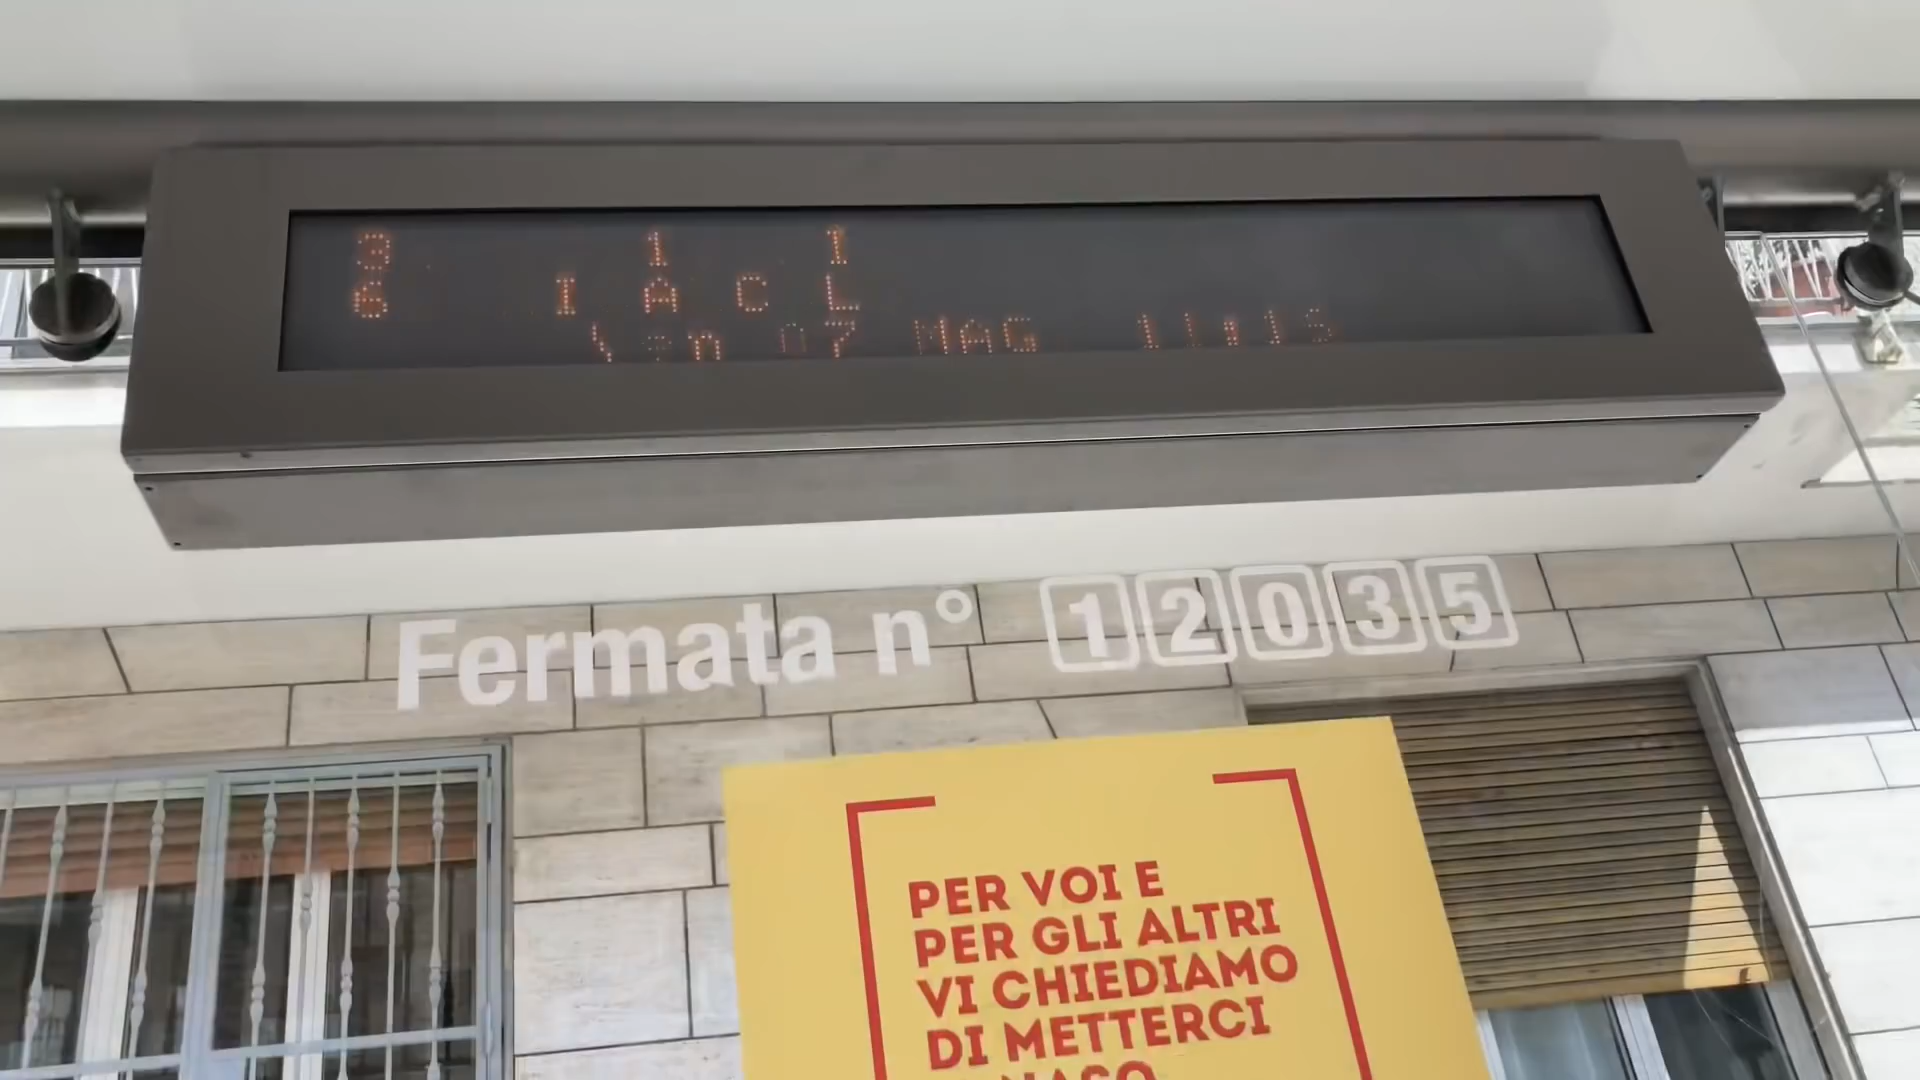 3 1 1
6 I A C L
07 MAG
Fermata n° 12035
PER VOI E
PER GLI ALTRI
VI CHIEDIAMO
DI METTERCI